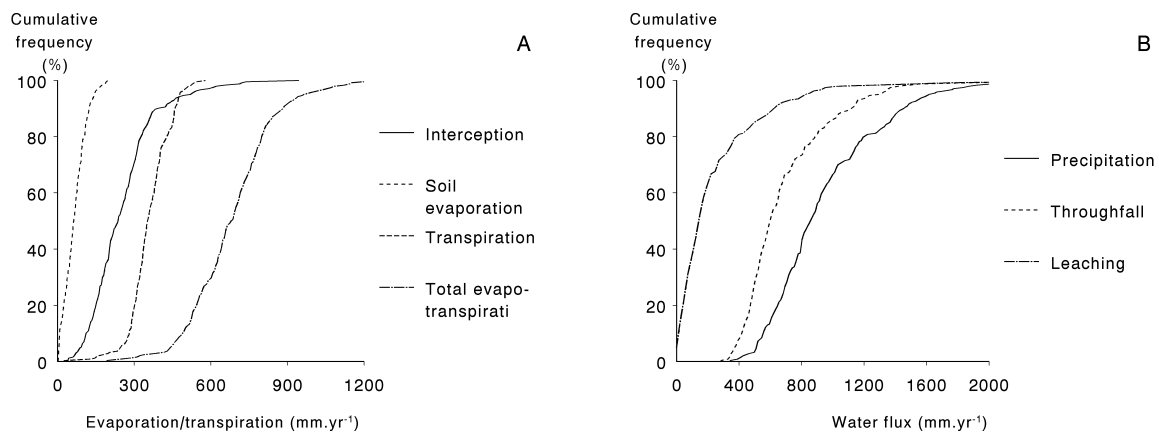 Cumulative
frequency
(%)
A
100
80
60
40
20
0
0 300 600 900 1200
Evaporation/transpiration (mm.yr⁻¹)
Interception
Soil
evaporation
Transpiration
Total evapo-
transpirati
Cumulative
frequency
(%)
B
100
80
60
40
20
0
0 400 800 1200 1600 2000
Water flux (mm.yr⁻¹)
Precipitation
Throughfall
Leaching